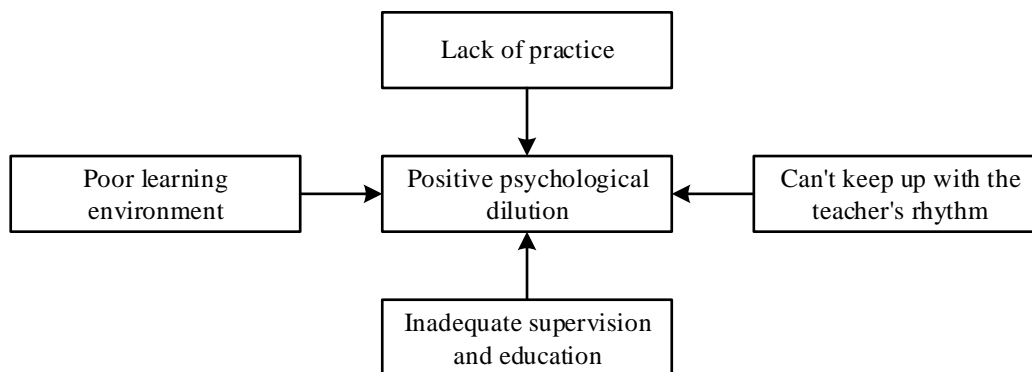 Lack of practice
Poor learning
environment
Positive psychological
dilution
Can't keep up with the
teacher's rhythm
Inadequate supervision
and education